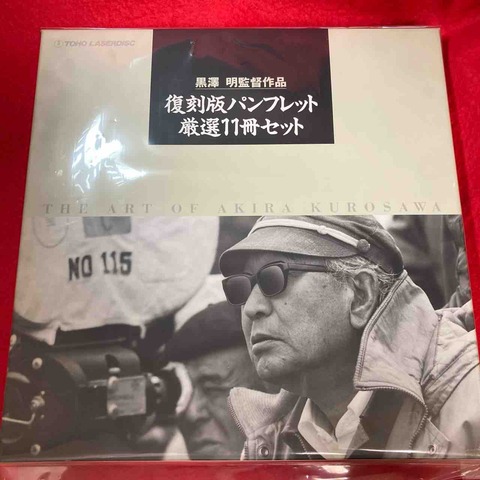 TOHO LASERDISC
黒澤 明監督作品
復刻版パンフレット
厳選11冊セット
THE ART OF AKIRA KUROSAWA
NO 115